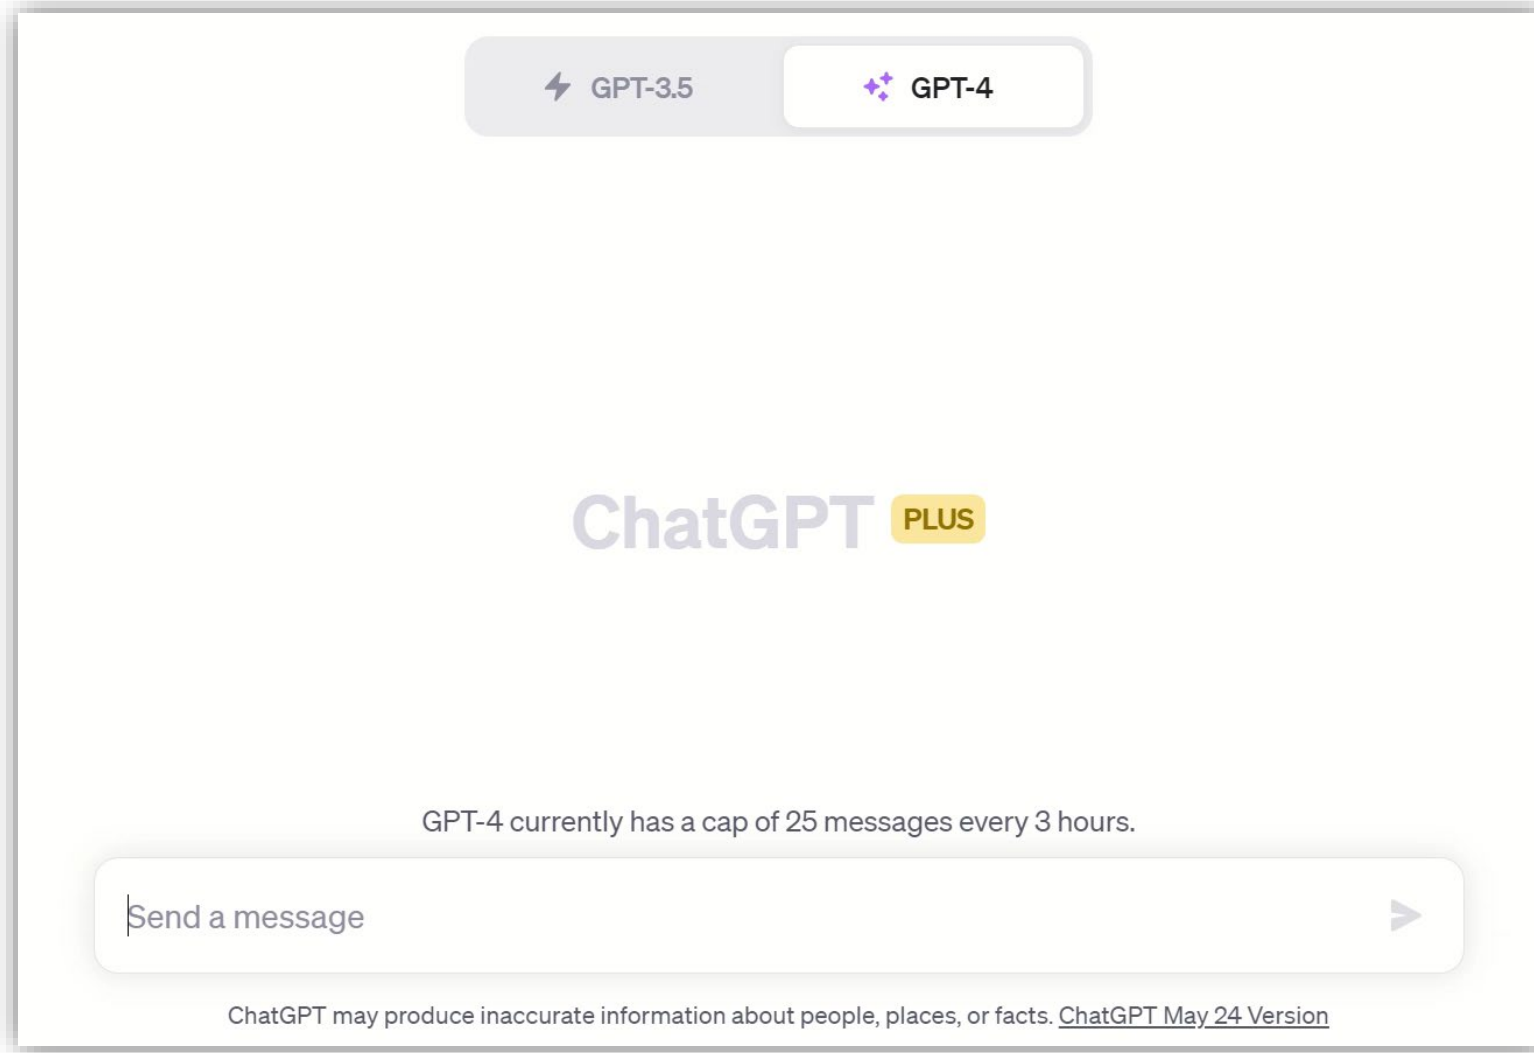 GPT-3.5 GPT-4
ChatGPT PLUS
GPT-4 currently has a cap of 25 messages every 3 hours.
Send a message
ChatGPT may produce inaccurate information about people, places, or facts. ChatGPT May 24 Version